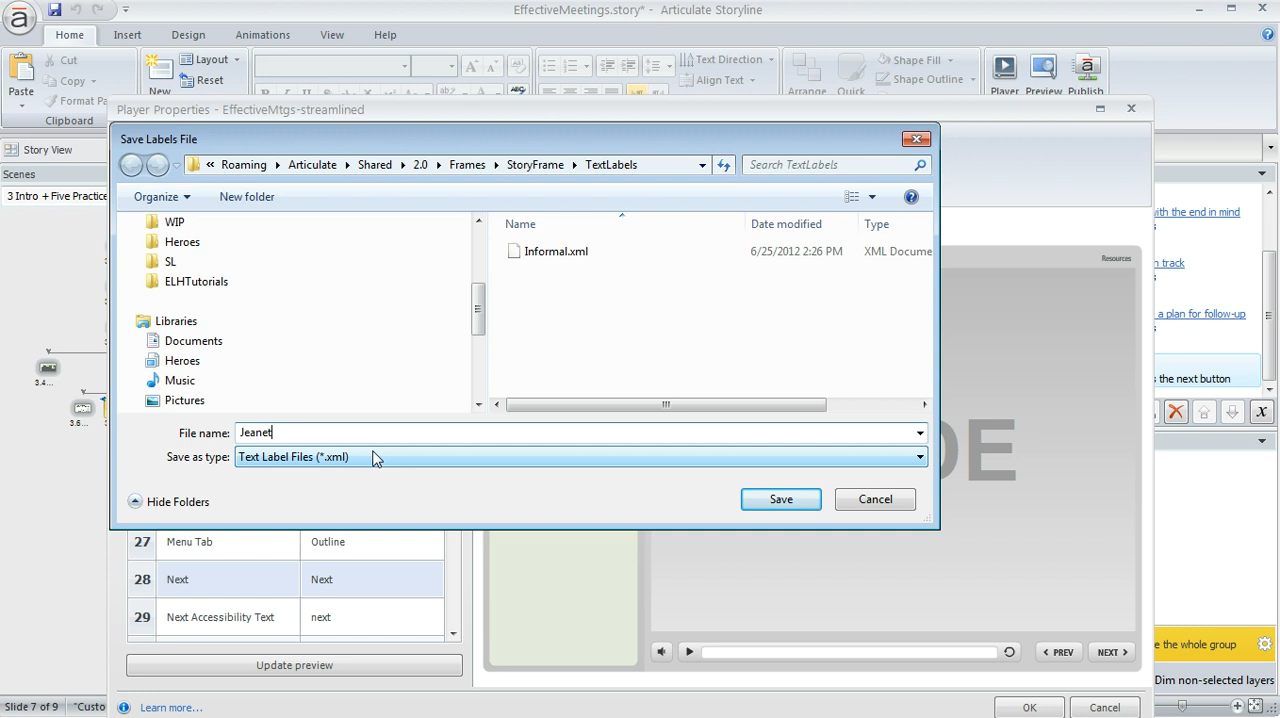 EffectiveMeetings.story* - Articulate Storyline
Home
Insert
Design
Animations
View
Help
Paste
Cut
Copy
Format Pa
Clipboard
New
Layout
Reset
Text Direction
Align Text
Arrange
Quick
Shape Fill
Shape Outline
Player
Preview
Publish
Story View
Scenes
3 Intro + Five Practice
3.4...
3.6...
Player Properties - EffectiveMtgs-streamlined
Save Labels File
« Roaming ▸ Articulate ▸ Shared ▸ 2.0 ▸ Frames ▸ StoryFrame ▸ TextLabels
Search TextLabels
Organize
New folder
WIP
Heroes
SL
ELHTutorials
Libraries
Documents
Heroes
Music
Pictures
Name
Date modified
Type
Informal.xml
6/25/2012 2:26 PM
XML Docume
File name:
Jeanet
Save as type:
Text Label Files (*.xml)
Hide Folders
Save
Cancel
27 Menu Tab Outline
28 Next Next
29 Next Accessibility Text next
Update preview
Resources
DE
PREV
NEXT
with the end in mind
track
a plan for follow-up
s the next button
x
e the whole group
Dim non-selected layers
Learn more...
OK
Cancel
Slide 7 of 9
"Custo